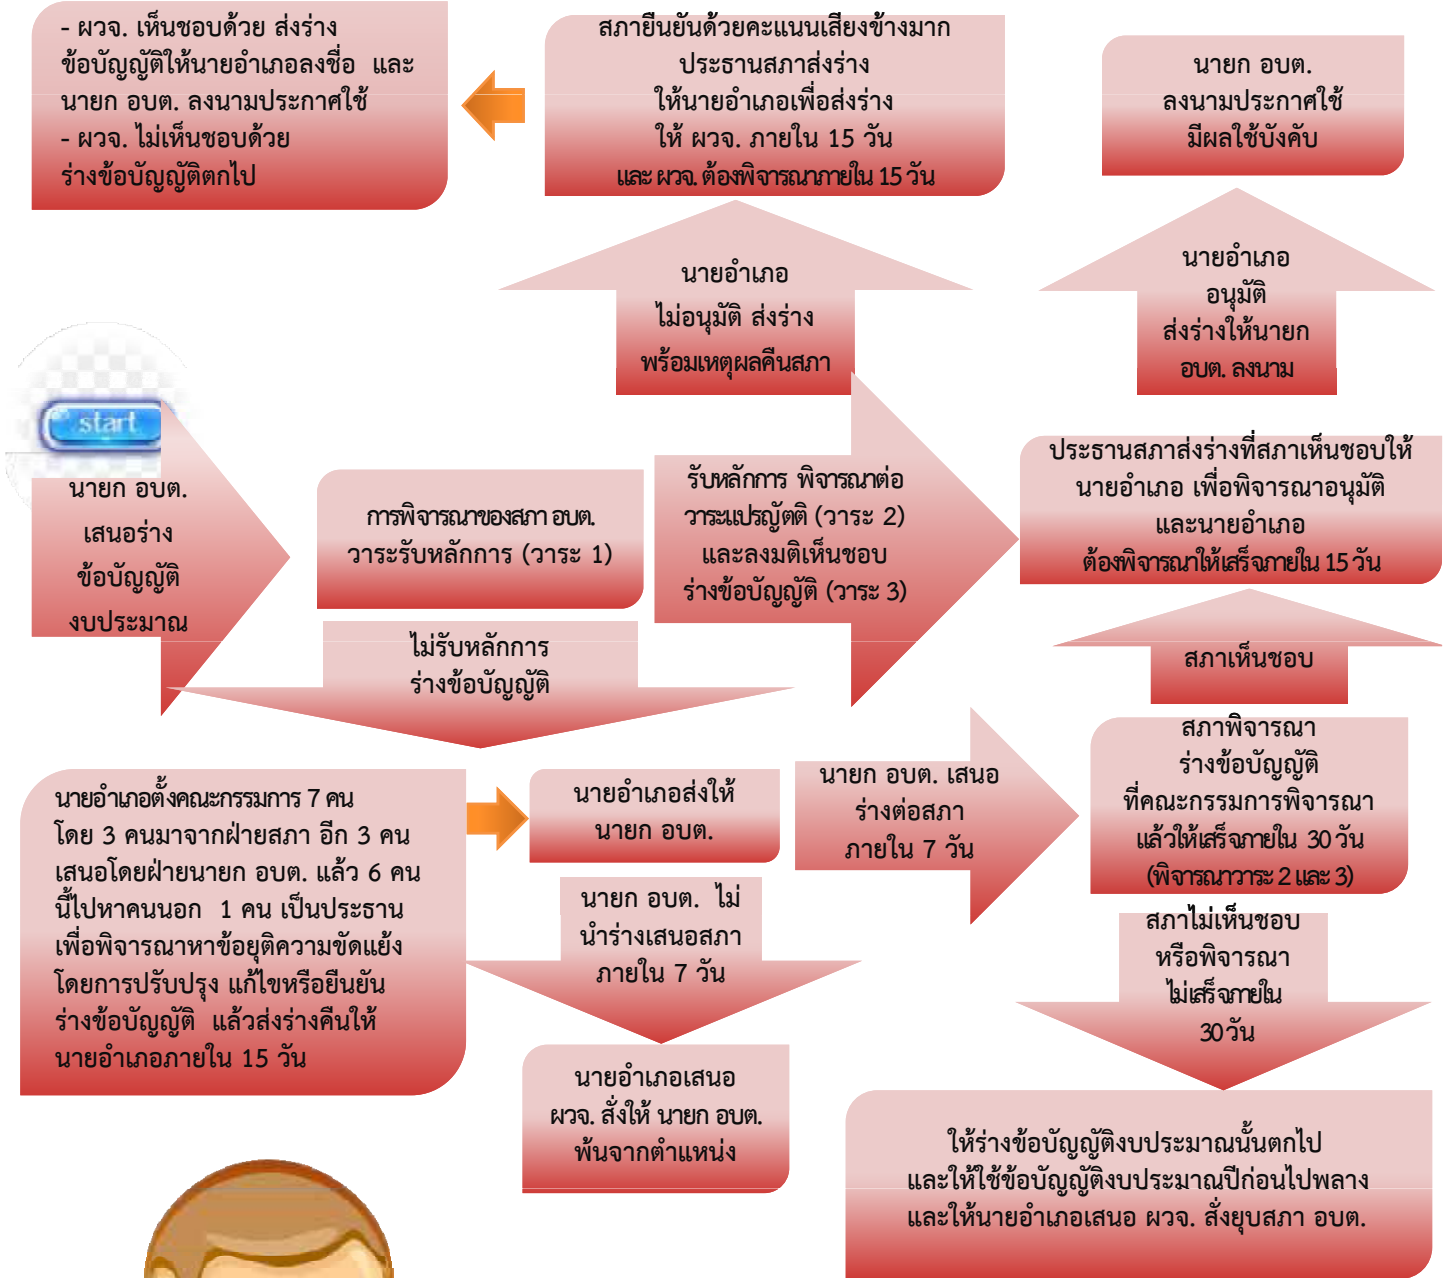 - ผวจ. เห็นชอบด้วย ส่งร่าง
ข้อบัญญัติให้นายอำเภอลงชื่อ และ
นายก อบต. ลงนามประกาศใช้
- ผวจ. ไม่เห็นชอบด้วย
ร่างข้อบัญญัติตกไป
สภายืนยันด้วยคะแนนเสียงข้างมาก
ประธานสภาส่งร่าง
ให้นายอำเภอเพื่อส่งร่าง
ให้ ผวจ. ภายใน 15 วัน
และ ผวจ. ต้องพิจารณาภายใน 15 วัน
นายก อบต.
ลงนามประกาศใช้
มีผลใช้บังคับ
นายอำเภอ
ไม่อนุมัติ ส่งร่าง
พร้อมเหตุผลคืนสภา
นายอำเภอ
อนุมัติ
ส่งร่างให้นายก
อบต. ลงนาม
start
นายก อบต.
เสนอร่าง
ข้อบัญญัติ
งบประมาณ
การพิจารณาของสภา อบต.
วาระรับหลักการ (วาระ 1)
รับหลักการ พิจารณาต่อ
วาระแปรญัตติ (วาระ 2)
และลงมติเห็นชอบ
ร่างข้อบัญญัติ (วาระ 3)
ประธานสภาส่งร่างที่สภาเห็นชอบให้
นายอำเภอ เพื่อพิจารณาอนุมัติ
และนายอำเภอ
ต้องพิจารณาให้เสร็จภายใน 15 วัน
ไม่รับหลักการ
ร่างข้อบัญญัติ
สภาเห็นชอบ
นายอำเภอตั้งคณะกรรมการ 7 คน
โดย 3 คนมาจากฝ่ายสภา อีก 3 คน
เสนอโดยฝ่ายนายก อบต. แล้ว 6 คน
นี้ไปหาคนนอก 1 คน เป็นประธาน
เพื่อพิจารณาหาข้อยุติความขัดแย้ง
โดยการปรับปรุง แก้ไขหรือยืนยัน
ร่างข้อบัญญัติ แล้วส่งร่างคืนให้
นายอำเภอภายใน 15 วัน
นายอำเภอส่งให้
นายก อบต.
นายก อบต. เสนอ
ร่างต่อสภา
ภายใน 7 วัน
สภาพิจารณา
ร่างข้อบัญญัติ
ที่คณะกรรมการพิจารณา
แล้วให้เสร็จภายใน 30 วัน
(พิจารณาวาระ 2 และ 3)
นายก อบต. ไม่
นำร่างเสนอสภา
ภายใน 7 วัน
สภาไม่เห็นชอบ
หรือพิจารณา
ไม่เสร็จภายใน
30 วัน
นายอำเภอเสนอ
ผวจ. สั่งให้ นายก อบต.
พ้นจากตำแหน่ง
ให้ร่างข้อบัญญัติงบประมาณนั้นตกไป
และให้ใช้ข้อบัญญัติงบประมาณปีก่อนไปพลาง
และให้นายอำเภอเสนอ ผวจ. สั่งยุบสภา อบต.